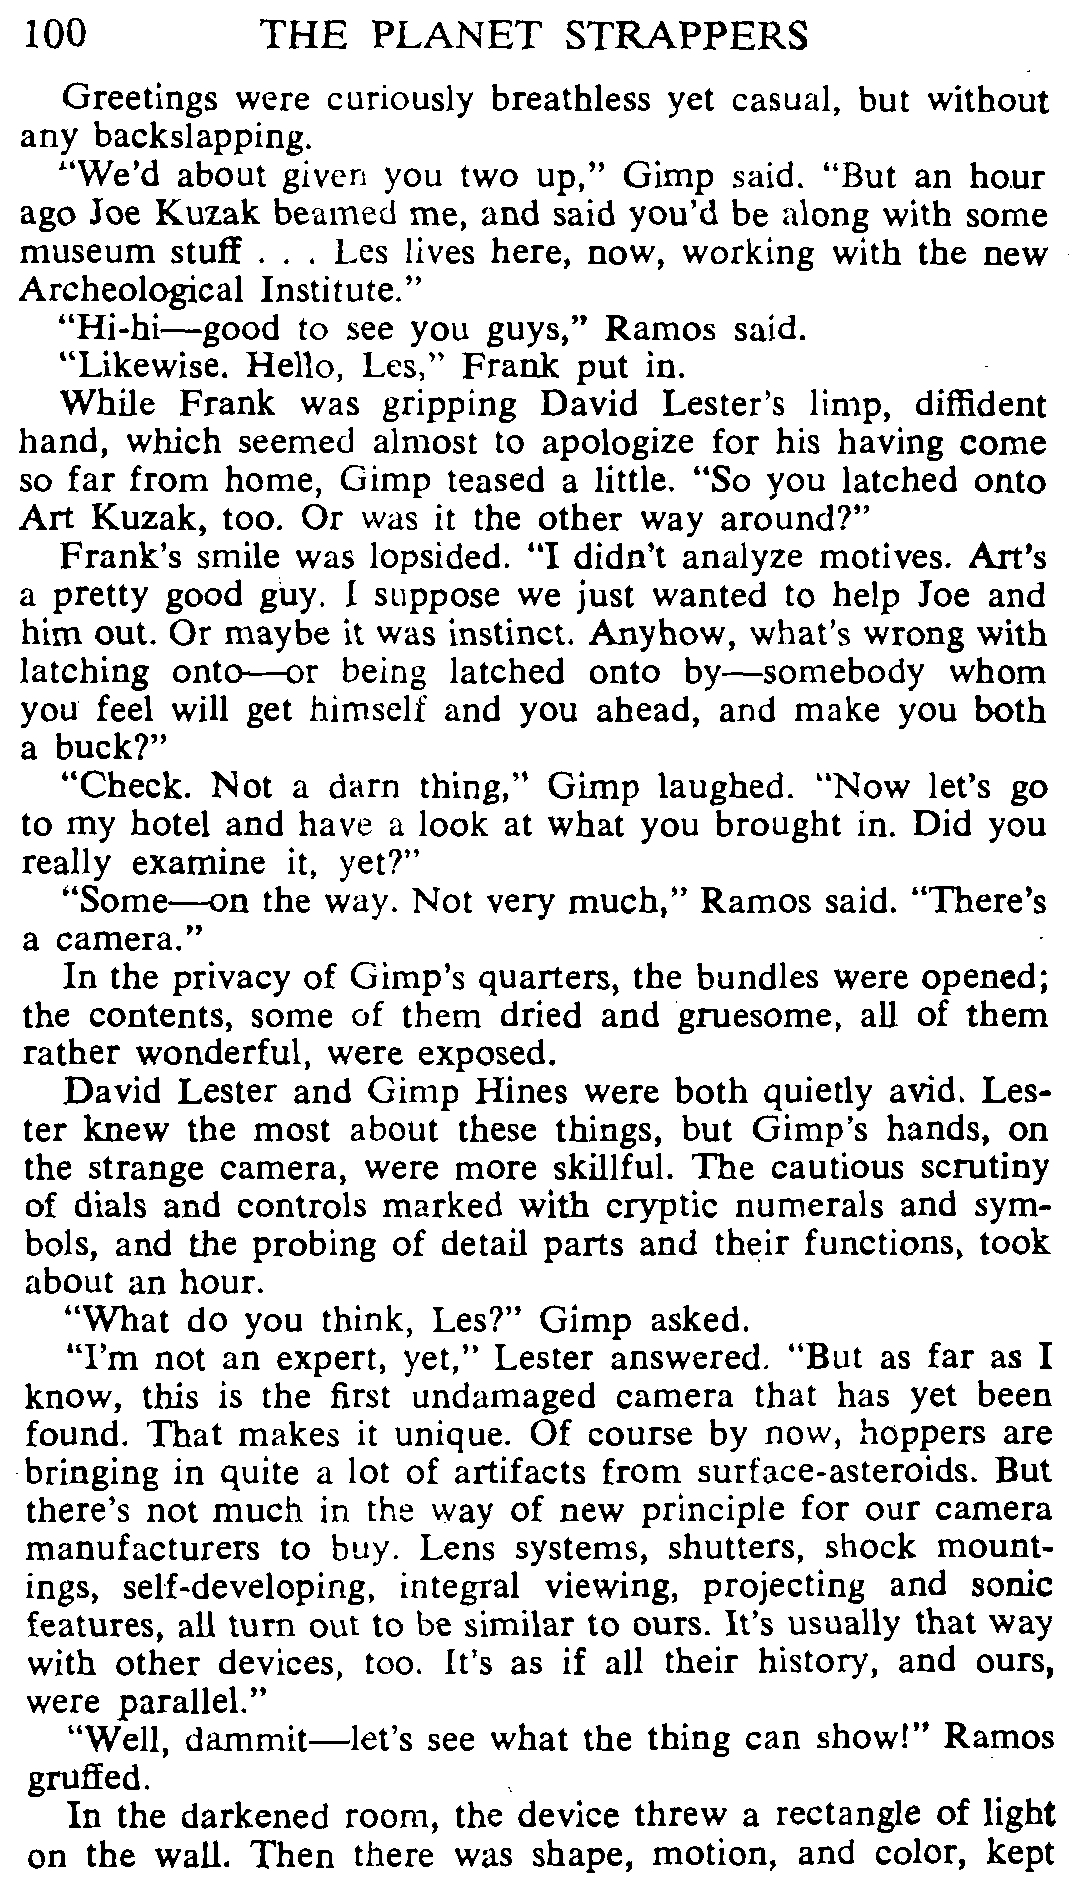 100 THE PLANET STRAPPERS
Greetings were curiously breathless yet casual, but without
any backslapping.
“We’d about given you two up,” Gimp said. “But an hour
ago Joe Kuzak beamed me, and said you’d be along with some
museum stuff . . . Les lives here, now, working with the new
Archeological Institute.”
“Hi-hi—good to see you guys,” Ramos said.
“Likewise. Hello, Les,” Frank put in.
While Frank was gripping David Lester’s limp, diffident
hand, which seemed almost to apologize for his having come
so far from home, Gimp teased a little. “So you latched onto
Art Kuzak, too. Or was it the other way around?”
Frank’s smile was lopsided. “I didn’t analyze motives. Art’s
a pretty good guy. I suppose we just wanted to help Joe and
him out. Or maybe it was instinct. Anyhow, what’s wrong with
latching onto—or being latched onto by—somebody whom
you feel will get himself and you ahead, and make you both
a buck?”
“Check. Not a darn thing,” Gimp laughed. “Now let’s go
to my hotel and have a look at what you brought in. Did you
really examine it, yet?”
“Some—on the way. Not very much,” Ramos said. “There’s
a camera.”
In the privacy of Gimp’s quarters, the bundles were opened;
the contents, some of them dried and gruesome, all of them
rather wonderful, were exposed.
David Lester and Gimp Hines were both quietly avid. Les-
ter knew the most about these things, but Gimp’s hands, on
the strange camera, were more skillful. The cautious scrutiny
of dials and controls marked with cryptic numerals and sym-
bols, and the probing of detail parts and their functions, took
about an hour.
“What do you think, Les?” Gimp asked.
“I’m not an expert, yet,” Lester answered. “But as far as I
know, this is the first undamaged camera that has yet been
found. That makes it unique. Of course by now, hoppers are
bringing in quite a lot of artifacts from surface-asteroids. But
there’s not much in the way of new principle for our camera
manufacturers to buy. Lens systems, shutters, shock mount-
ings, self-developing, integral viewing, projecting and sonic
features, all turn out to be similar to ours. It’s usually that way
with other devices, too. It’s as if all their history, and ours,
were parallel.”
“Well, dammit—let’s see what the thing can show!” Ramos
gruffed.
In the darkened room, the device threw a rectangle of light
on the wall. Then there was shape, motion, and color, kept